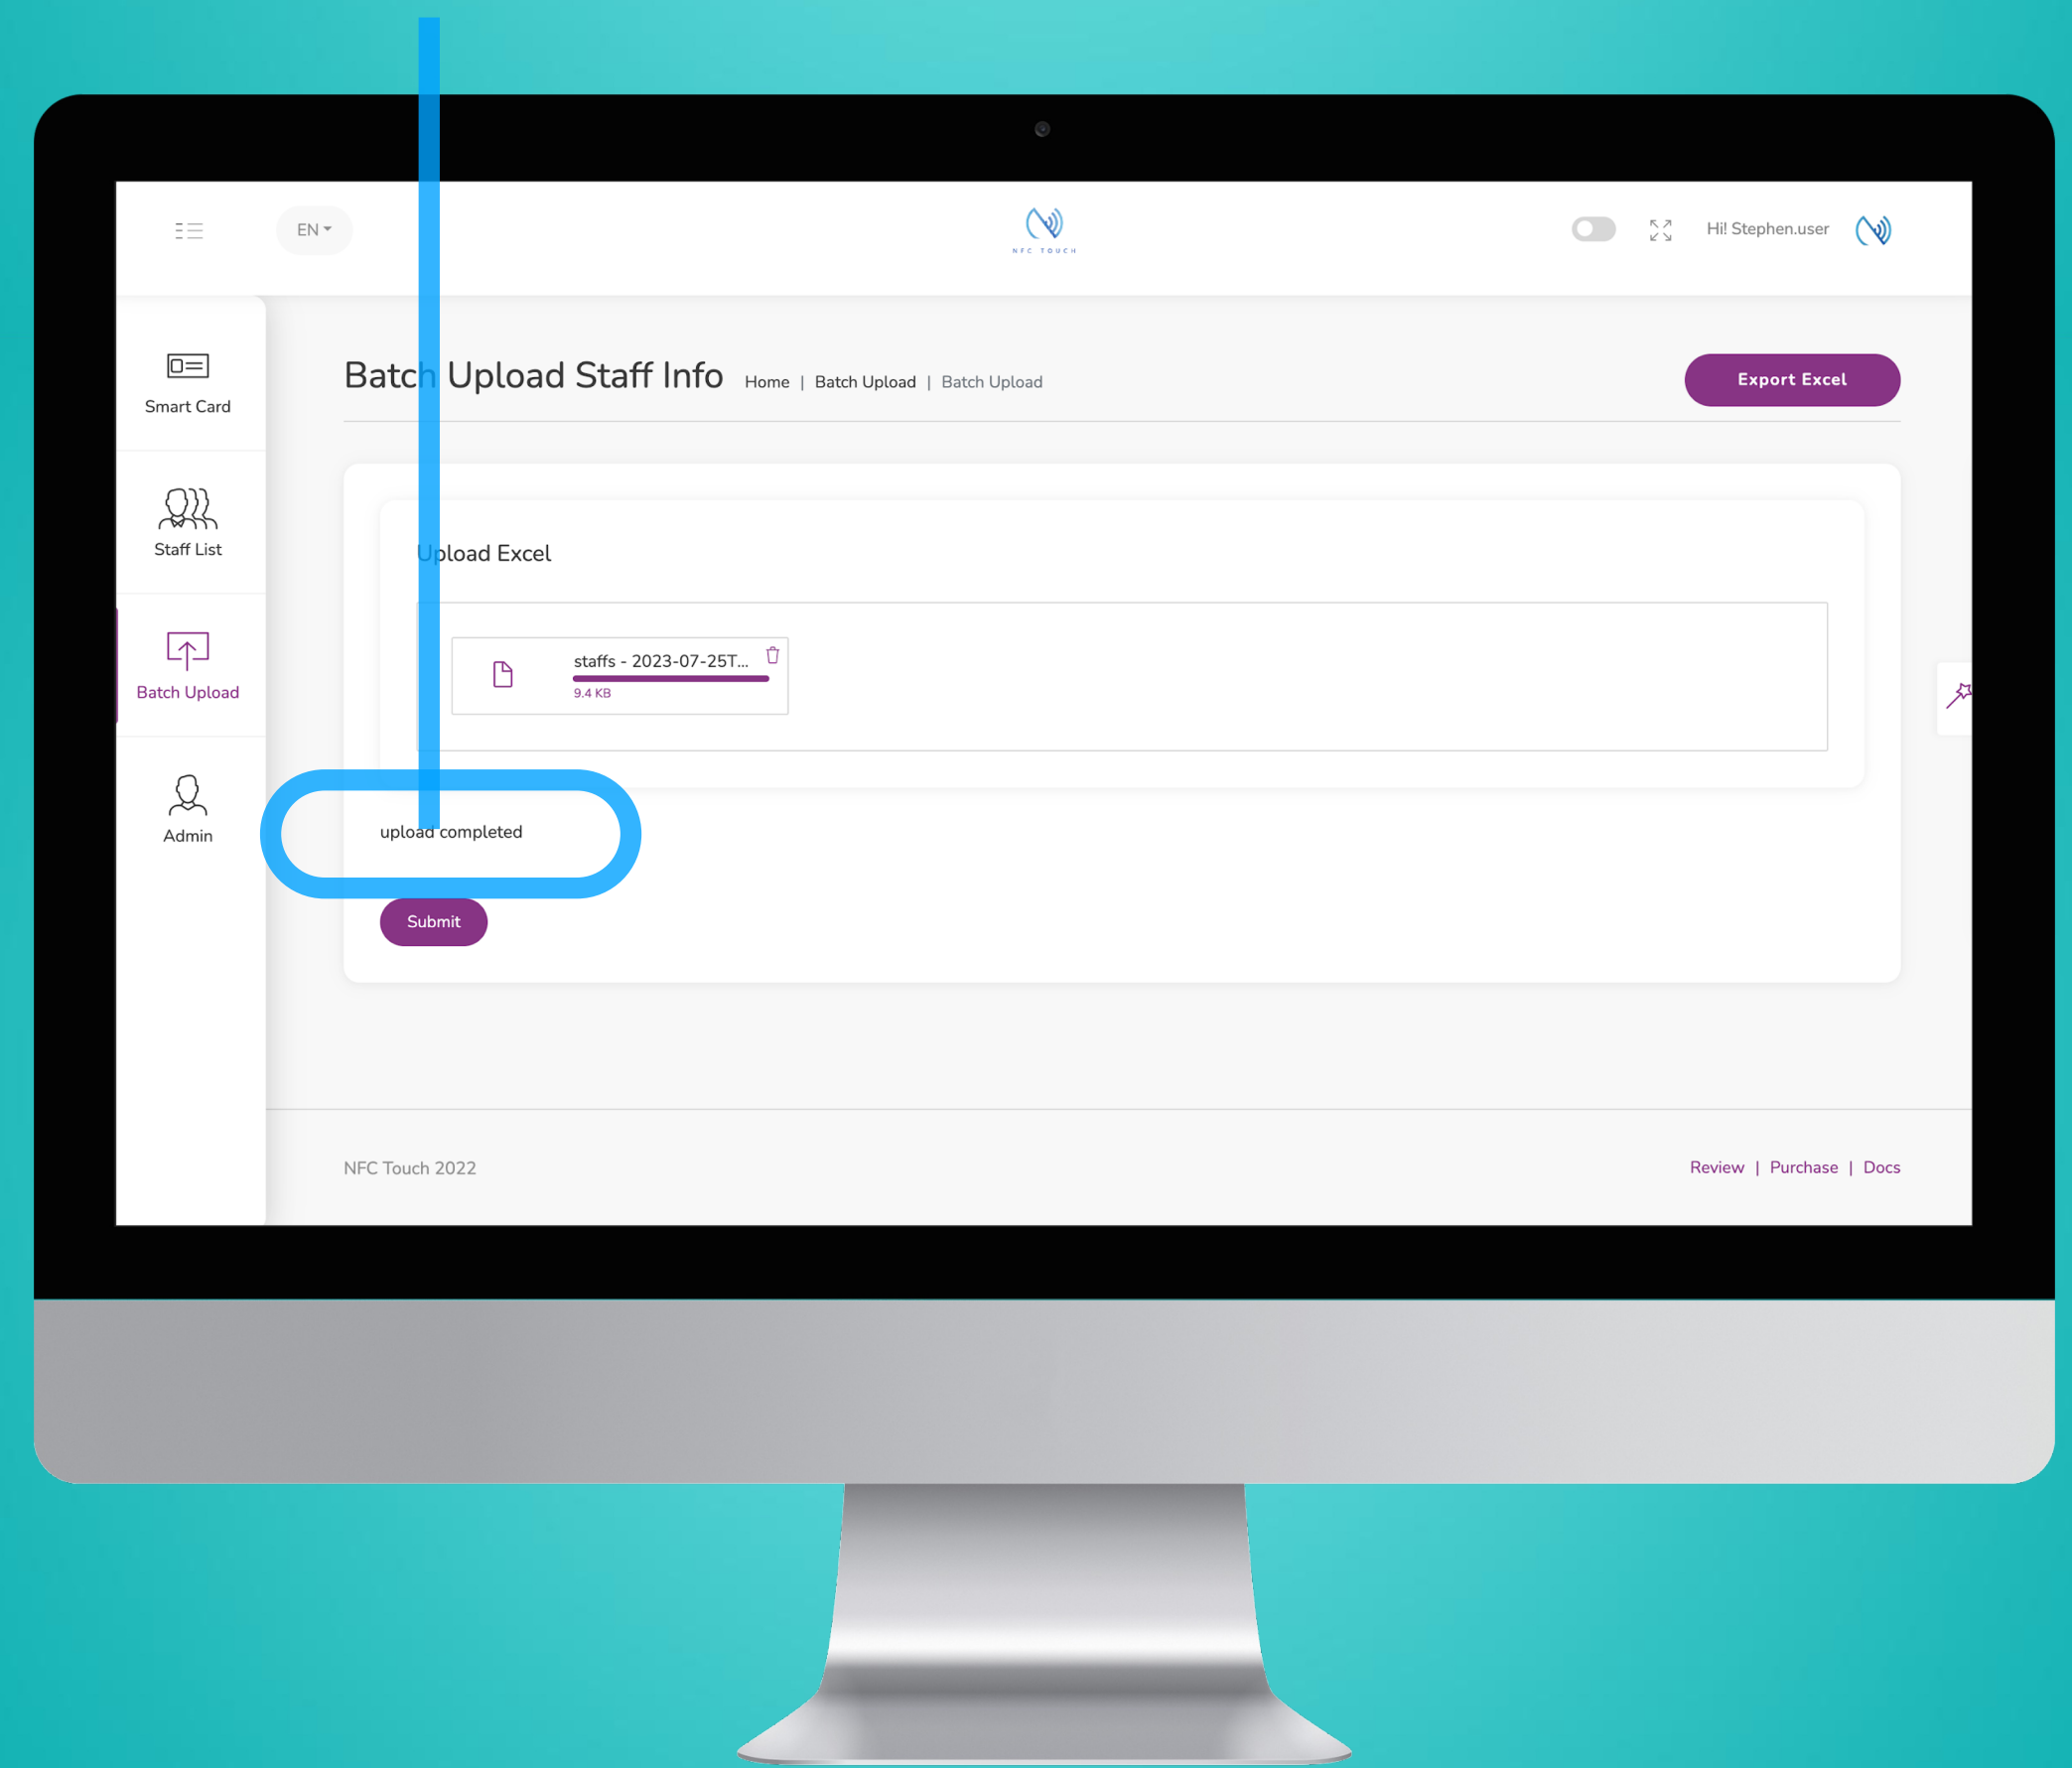 EN
NFC TOUCH
Hi! Stephen.user
Smart Card
Staff List
Batch Upload
Admin
Batch Upload Staff Info
Home | Batch Upload | Batch Upload
Export Excel
Upload Excel
staffs - 2023-07-25T...
9.4 KB
upload completed
Submit
NFC Touch 2022
Review | Purchase | Docs